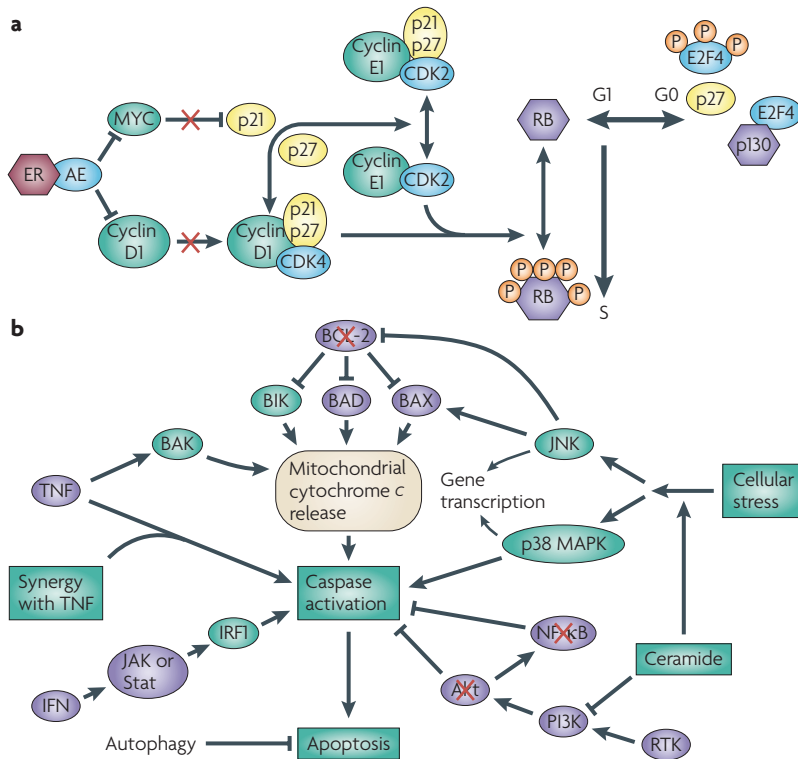 a
p21
p27
Cyclin
E1
CDK2
P
P
P
E2F4
MYC
p21
G1
G0
p27
RB
E2F4
p130
p27
ER
AE
Cyclin
E1
CDK2
Cyclin
D1
p21
p27
Cyclin
D1
CDK4
P
P
P
P
P
RB
S
b
BCL-2
BIK
BAD
BAX
BAK
JNK
TNF
Mitochondrial
cytochrome c
release
Gene
transcription
Cellular
stress
p38 MAPK
Synergy
with TNF
Caspase
activation
IRF1
NF-κB
JAK or
Stat
Ceramide
IFN
Akt
PI3K
RTK
Autophagy
Apoptosis